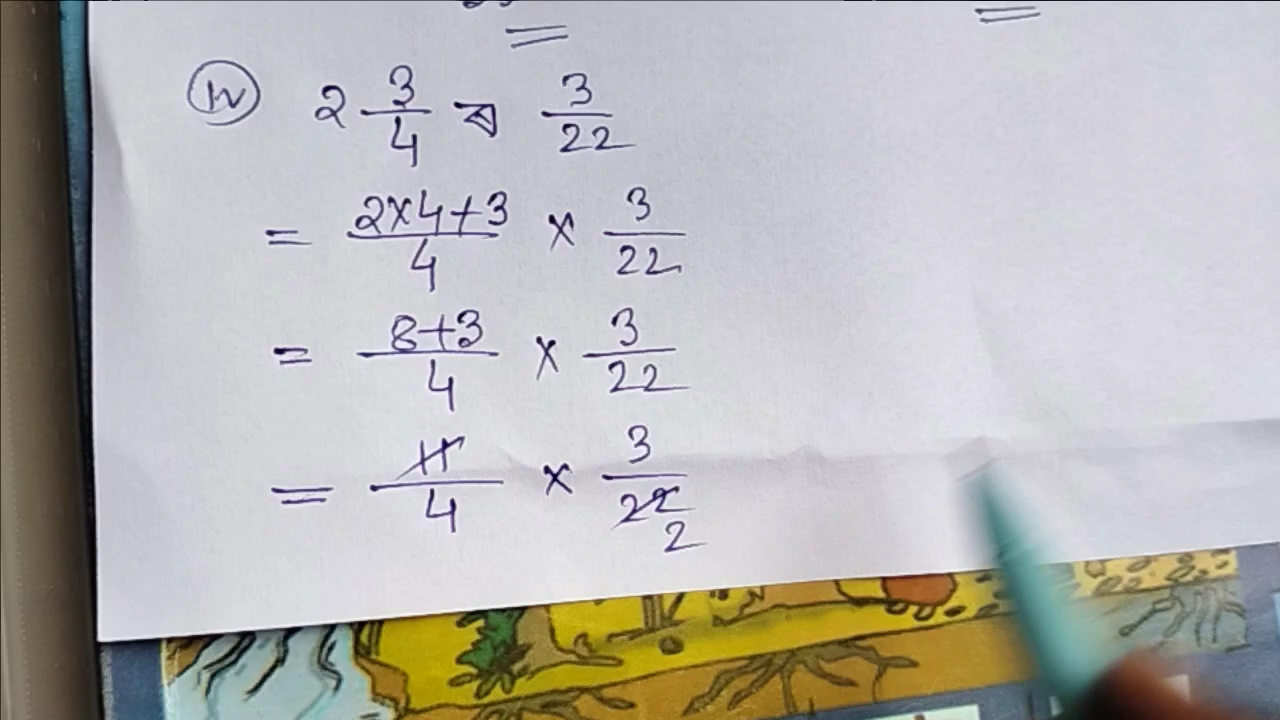 (iv) 2 3/4 র 3/22
= (2×4+3)/4 × 3/22
= (8+3)/4 × 3/22
= 11/4 × 3/22
2